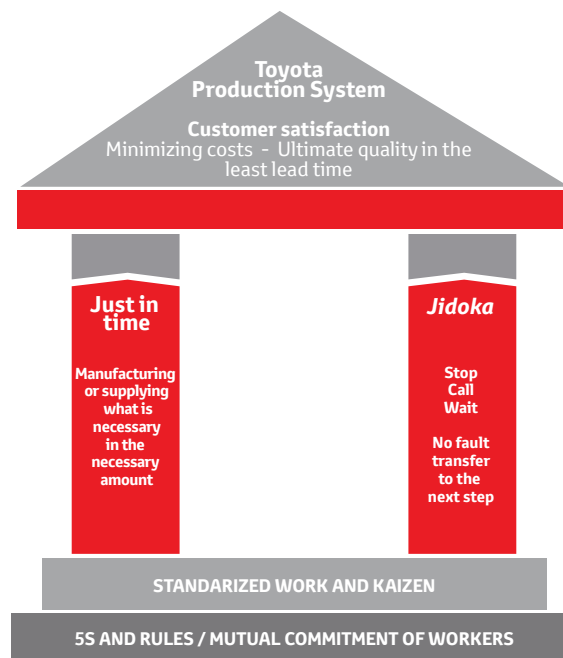 Toyota
Production System
Customer satisfaction
Minimizing costs - Ultimate quality in the
least lead time
Just in
time
Manufacturing
or supplying
what is
necessary
in the
necessary
amount
Jidoka
Stop
Call
Wait
No fault
transfer
to the
next step
STANDARIZED WORK AND KAIZEN
5S AND RULES / MUTUAL COMMITMENT OF WORKERS